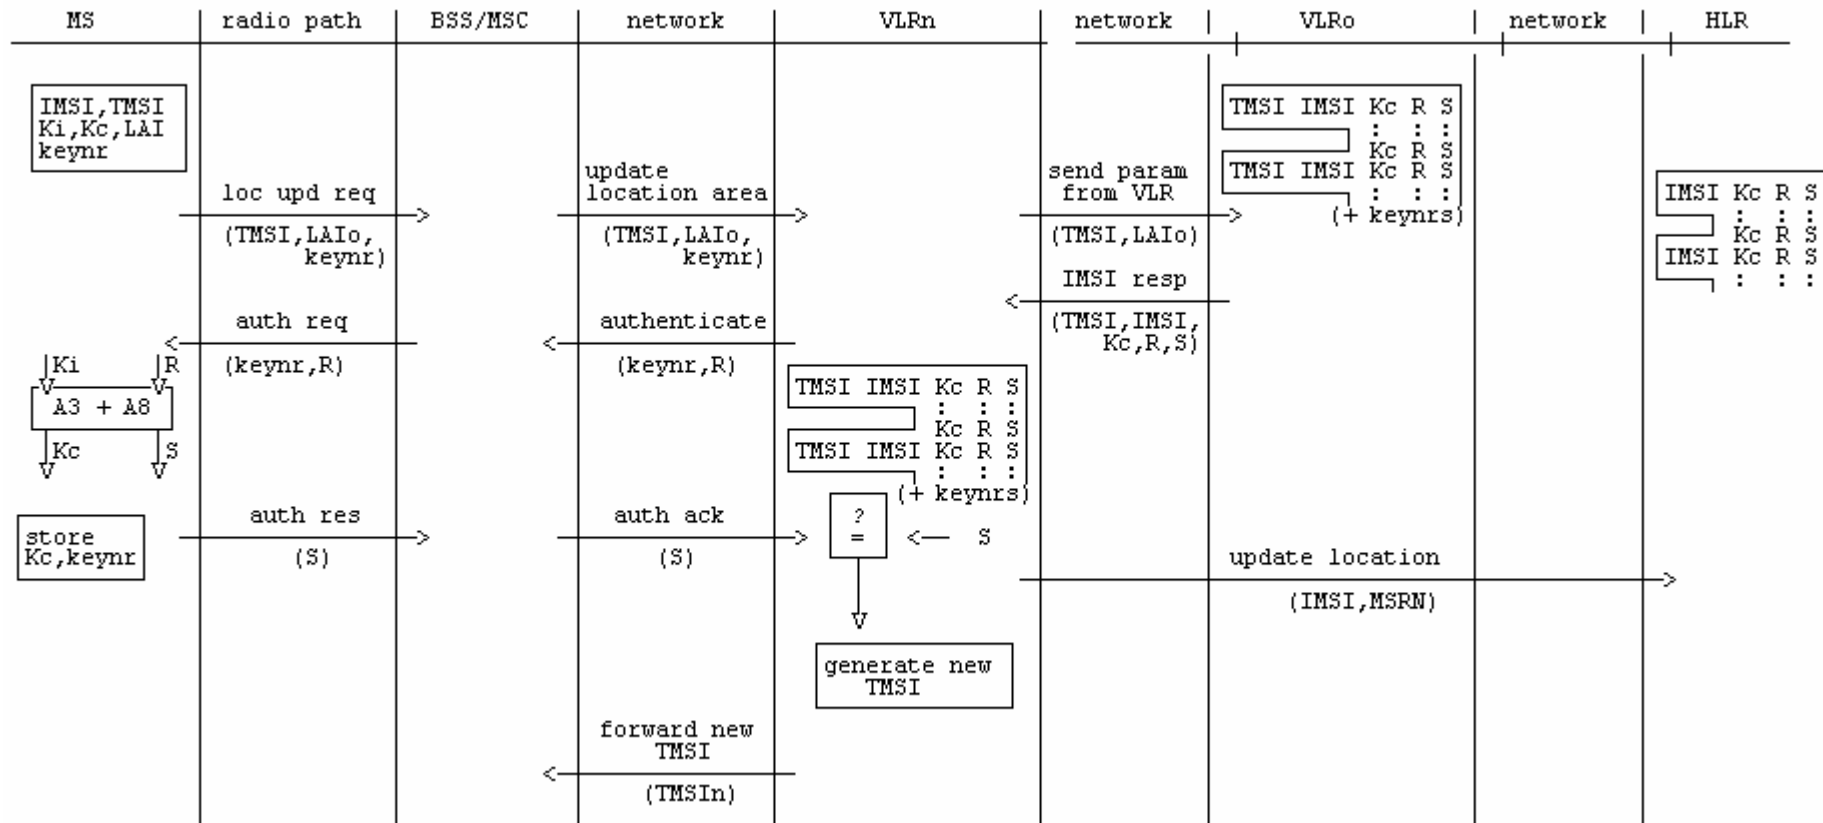 MS | radio path | BSS/MSC | network | VLRn | network | VLRo | network | HLR
IMSI,TMSI
Ki,Kc,LAI
keynr
loc upd req
(TMSI,LAIo,
keynr)
update
location area
(TMSI,LAIo,
keynr)
send param
from VLR
(TMSI,LAIo)
TMSI IMSI Kc R S
: : :
Kc R S
TMSI IMSI Kc R S
: : :
(+ keynrs)
IMSI Kc R S
: : :
Kc R S
IMSI Kc R S
: : :
IMSI resp
(TMSI,IMSI,
Kc,R,S)
auth req
(keynr,R)
authenticate
(keynr,R)
Ki R
A3 + A8
Kc S
TMSI IMSI Kc R S
: : :
Kc R S
TMSI IMSI Kc R S
: : :
(+ keynrs)
store
Kc,keynr
auth res
(S)
auth ack
(S)
?
=
S
update location
(IMSI,MSRN)
generate new
TMSI
forward new
TMSI
(TMSIn)